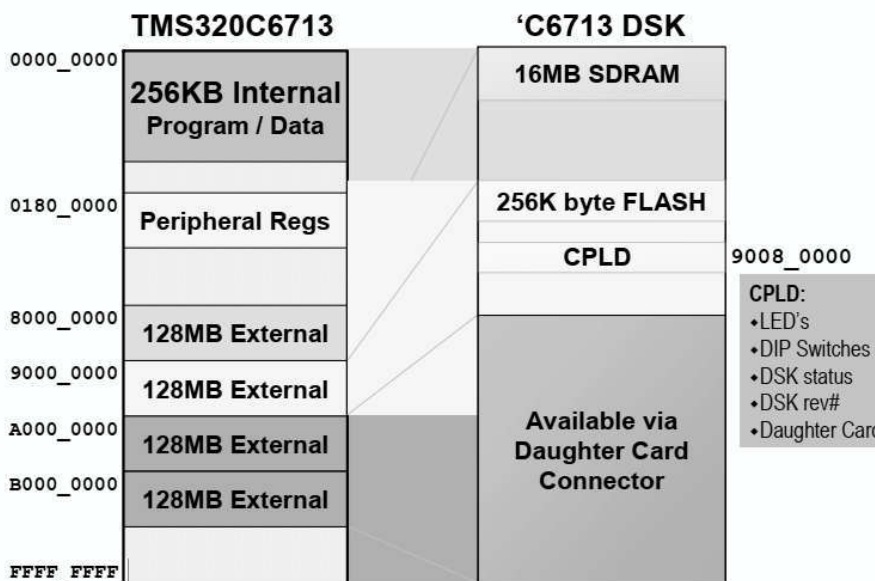 TMS320C6713
'C6713 DSK
0000_0000
256KB Internal
Program / Data
16MB SDRAM
0180_0000
Peripheral Regs
256K byte FLASH
CPLD
9008_0000
8000_0000
128MB External
9000_0000
128MB External
A000_0000
128MB External
B000_0000
128MB External
FFFF_FFFF
Available via
Daughter Card
Connector
CPLD:
◆LED's
◆DIP Switches
◆DSK status
◆DSK rev#
◆Daughter Card